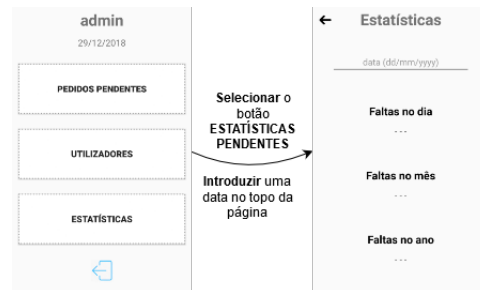 admin
29/12/2018
PEDIDOS PENDENTES
UTILIZADORES
ESTATÍSTICAS
Selecionar o
botão
ESTATÍSTICAS
PENDENTES
Introduzir uma
data no topo da
página
Estatísticas
data (dd/mm/yyyy)
Faltas no dia
---
Faltas no mês
---
Faltas no ano
---